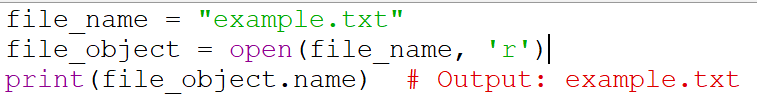 file_name = "example.txt"
file_object = open(file_name, 'r')
print(file_object.name)  # Output: example.txt